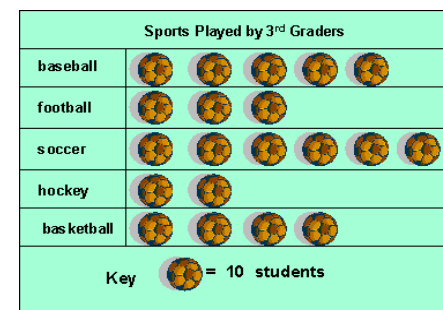 Sports Played by 3rd Graders
baseball
football
soccer
hockey
basketball
Key = 10 students